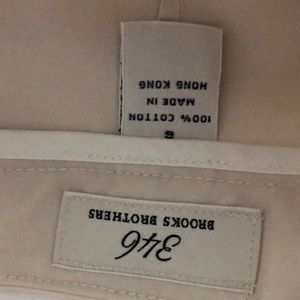 346
BROOKS BROTHERS
100% COTTON
MADE IN
HONG KONG